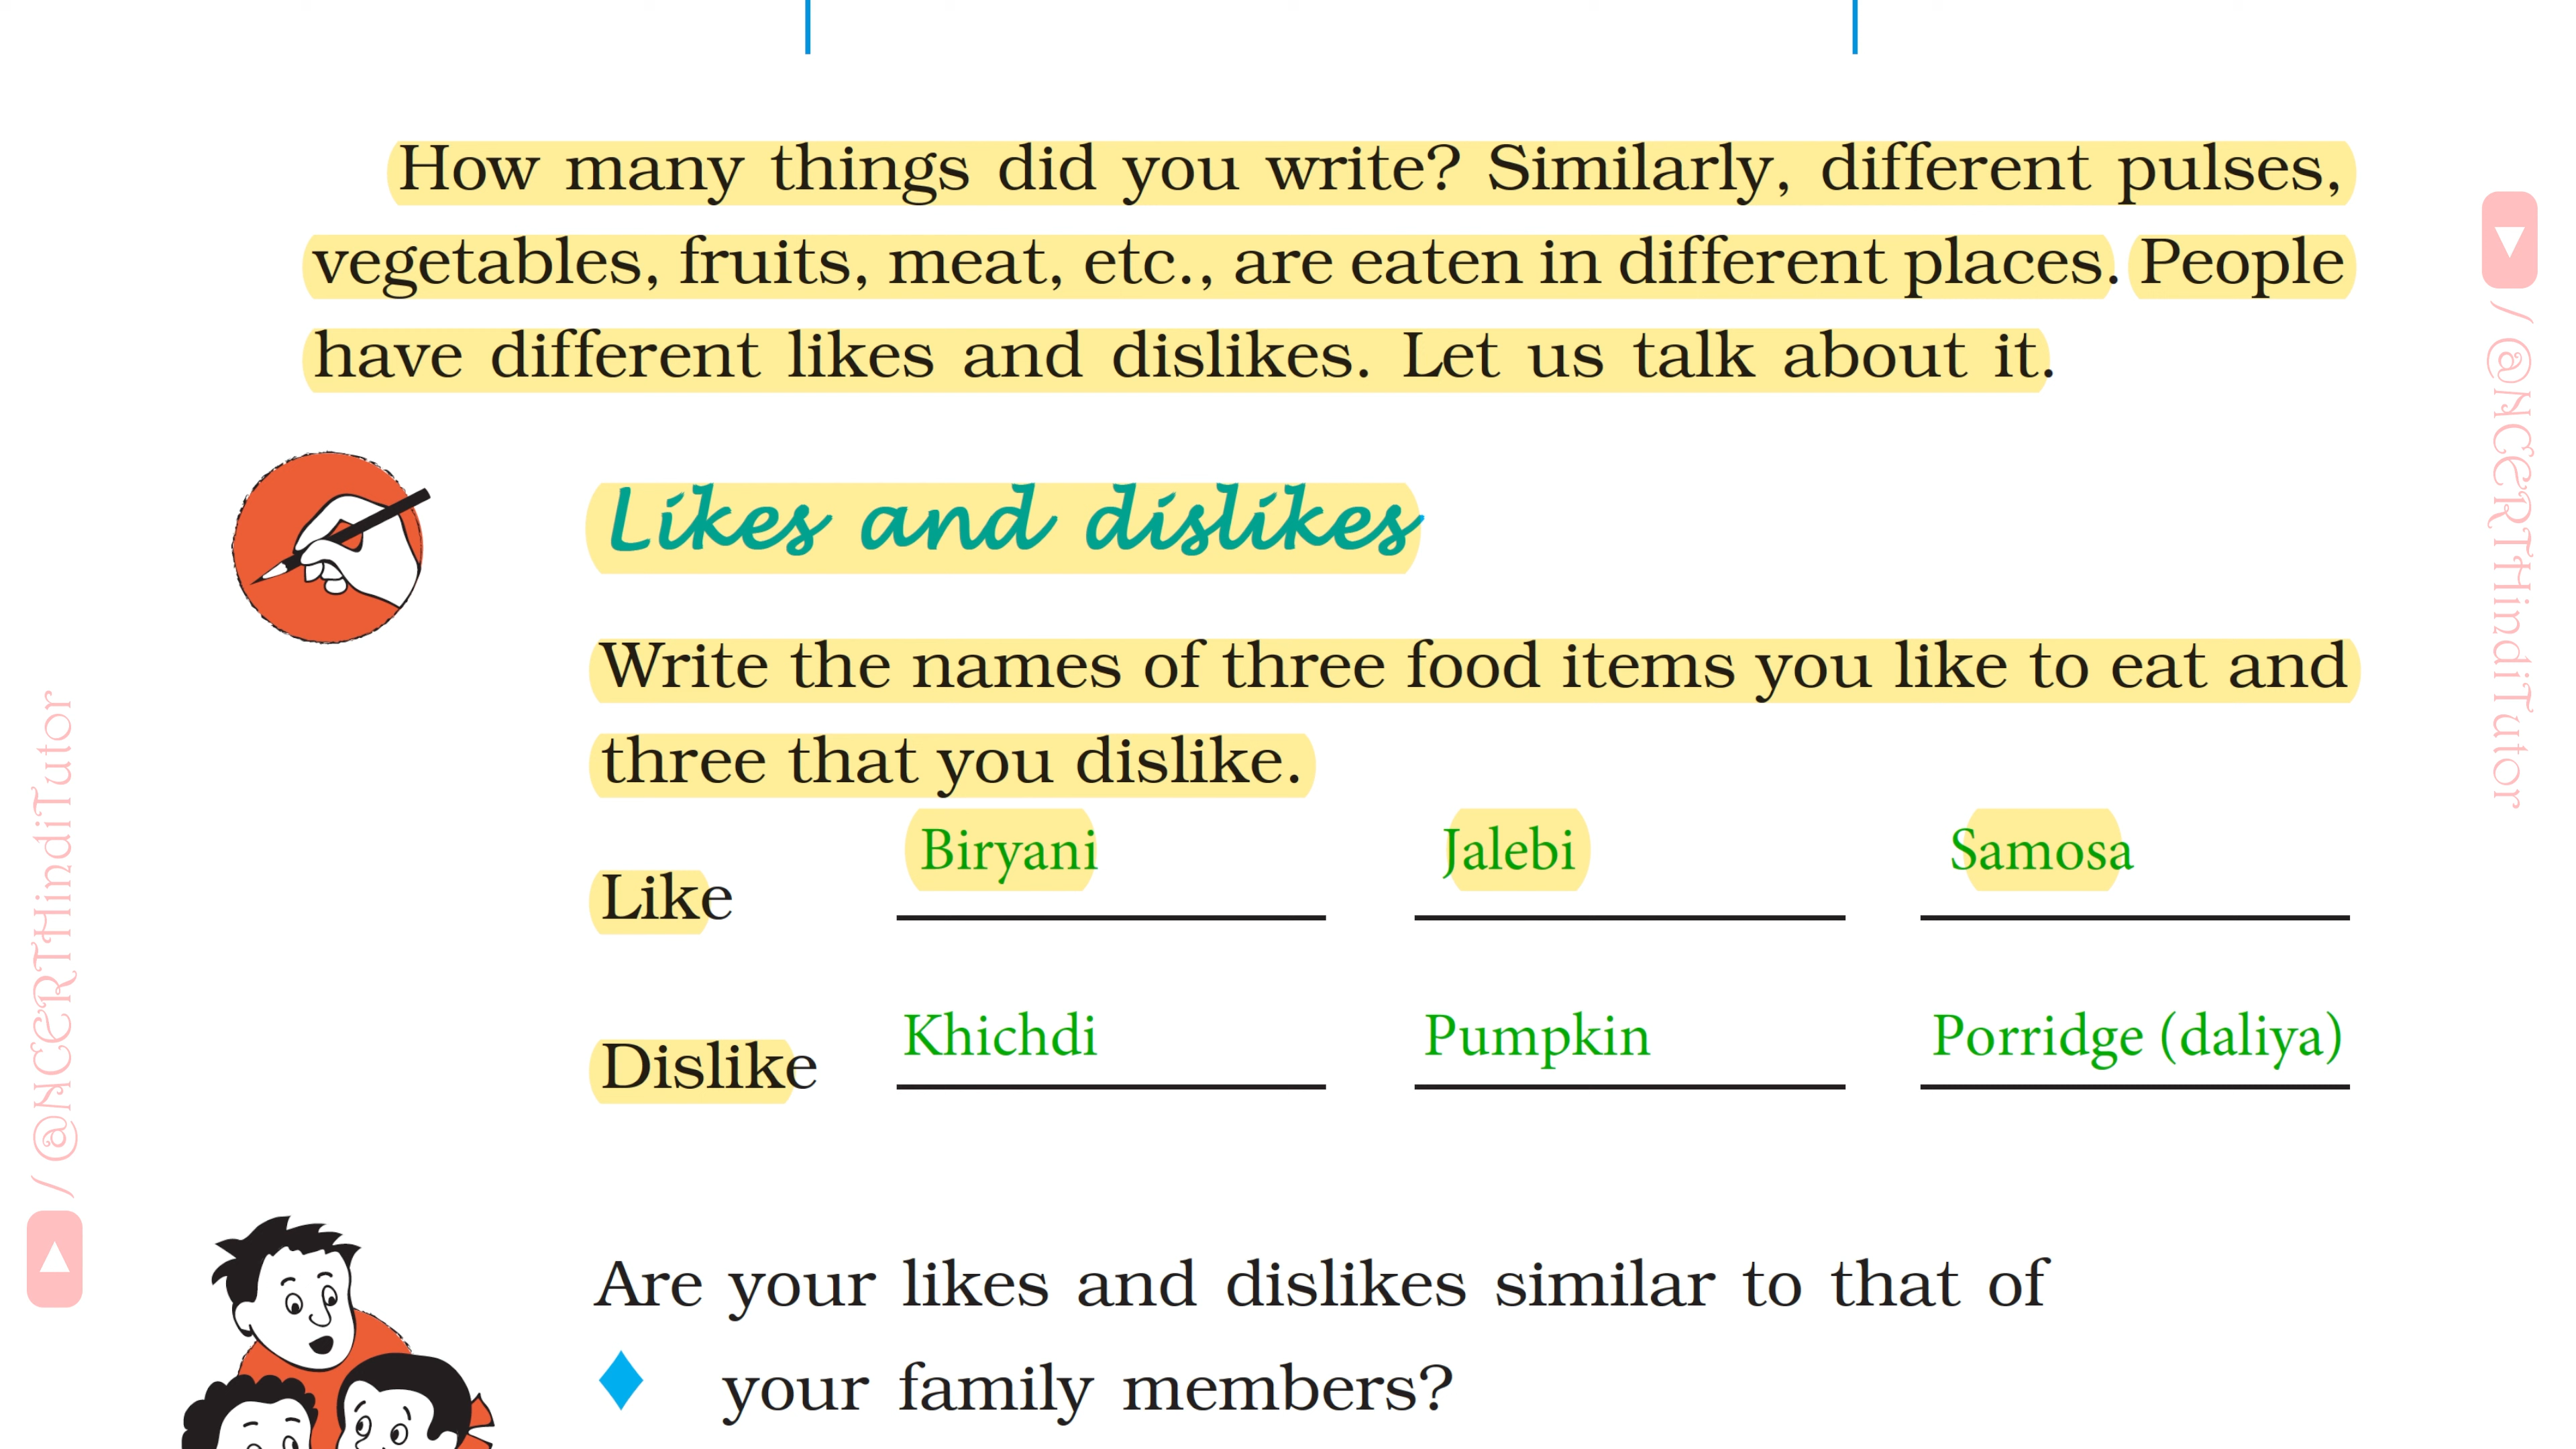 How many things did you write? Similarly, different pulses,
vegetables, fruits, meat, etc., are eaten in different places. People
have different likes and dislikes. Let us talk about it.
Likes and dislikes
Write the names of three food items you like to eat and
three that you dislike.
Like Biryani Jalebi Samosa
Dislike Khichdi Pumpkin Porridge (daliya)
Are your likes and dislikes similar to that of
your family members?
/ @NCERTHindiTutor
/ @NCERTHindiTutor